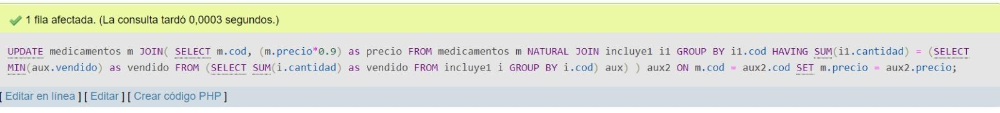 1 fila afectada. (La consulta tardó 0,0003 segundos.)
UPDATE medicamentos m JOIN( SELECT m.cod, (m.precio*0.9) as precio FROM medicamentos m NATURAL JOIN incluye1 i1 GROUP BY i1.cod HAVING SUM(i1.cantidad) = (SELECT
MIN(aux.vendido) as vendido FROM (SELECT SUM(i.cantidad) as vendido FROM incluye1 i GROUP BY i.cod) aux) ) aux2 ON m.cod = aux2.cod SET m.precio = aux2.precio;
[ Editar en línea ] [ Editar ] [ Crear código PHP ]